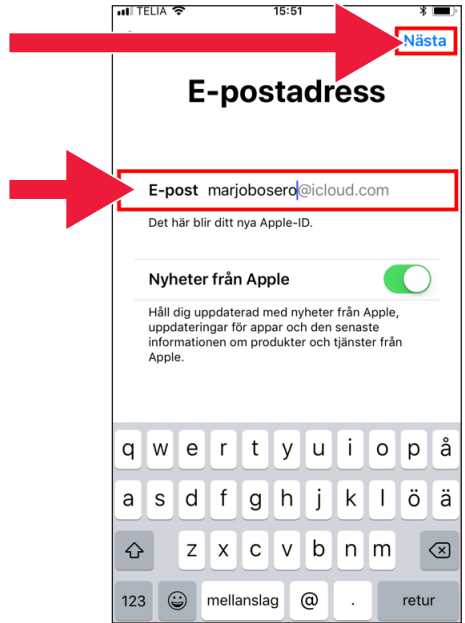 TELIA 15:51
Nästa
E-postadress
E-post marjobosero@icloud.com
Det här blir ditt nya Apple-ID.
Nyheter från Apple
Håll dig uppdaterad med nyheter från Apple,
uppdateringar för appar och den senaste
informationen om produkter och tjänster från
Apple.
q w e r t y u i o p å
a s d f g h j k l ö ä
z x c v b n m
123 mellanslag @ . retur